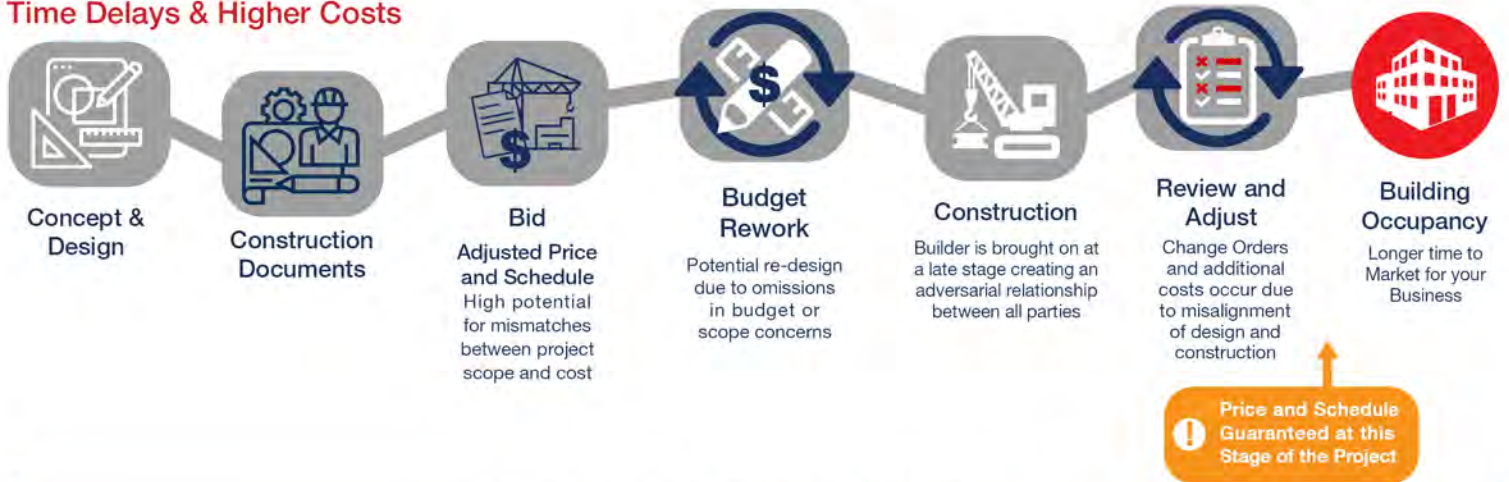 Time Delays & Higher Costs
Concept &
Design
Construction
Documents
Bid
Adjusted Price
and Schedule
High potential
for mismatches
between project
scope and cost
Budget
Rework
Potential re-design
due to omissions
in budget or
scope concerns
Construction
Builder is brought on at
a late stage creating an
adversarial relationship
between all parties
Review and
Adjust
Change Orders
and additional
costs occur due
to misalignment
of design and
construction
Building
Occupancy
Longer time to
Market for your
Business
Price and Schedule
Guaranteed at this
Stage of the Project